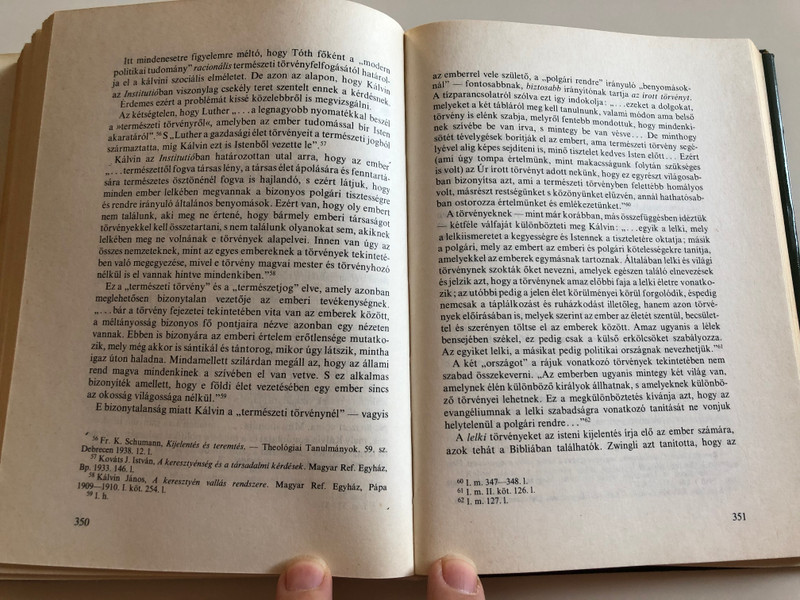 Itt mindenesetre figyelemre méltó, hogy Tóth főként a „modern
politikai tudomány” racionális természeti törvényfelfogásától határol-
ja el a kálvini szociális elméletet. De azon az alapon, hogy Kálvin
az Institutióban viszonylag csekély teret szentelt ennek a kérdésnek.
Érdemes ezért a problémát kissé közelebbről is megvizsgálni.
Az kétségtelen, hogy Luther „. . .a legnagyobb nyomatékkal beszél
a »természeti törvényről«, amelyben az ember tudomással bír Isten
akaratáról”.⁵⁶ S „Luther a gazdasági élet törvényeit a természeti jogból
származtatta, míg Kálvin ezt is Istenből vezette le”.⁵⁷
Kálvin az Institutióban határozottan utal arra, hogy az ember
„. . .természettől fogva társas lény, a társas élet ápolására és fenntartá-
sára természetes ösztönénél fogva is hajlandó, s ezért látjuk, hogy
minden ember lelkében megvannak a bizonyos polgári tisztességre
és rendre irányuló általános benyomások. Ezért van, hogy oly embert
nem találunk, aki meg ne értené, hogy bármely emberi társaságot
törvényekkel kell összetartani, s nem találunk olyanokat sem, akiknek
lelkében meg ne volnának e törvények alapelvei. Innen van úgy az
összes nemzeteknek, mint az egyes embereknek a törvények tekinteté-
ben való megegyezése, mivel e törvény magvai mester és törvényhozó
nélkül is el vannak hintve mindenkiben.”⁵⁸
Ez a „természeti törvény” és a „természetjog” elve, amely azonban
meglehetősen bizonytalan vezetője az emberi tevékenységnek.
„. . .bár a törvény fejezetei tekintetében vita van az emberek között,
a méltányosság bizonyos fő pontjaira nézve azonban egy nézeten
vannak. Ebben is bizonyára az emberi értelem erőtlensége mutatko-
zik, mely még akkor is sántikál és tántorog, mikor úgy látszik, mintha
igaz úton haladna. Mindamellett szilárdan megáll az, hogy az állami
rend magva mindenkinek a szívében el van vetve. S ez alkalmas
bizonyíték amellett, hogy e földi élet vezetésében egy ember sincs
az okosság világossága nélkül.”⁵⁹
E bizonytalanság miatt Kálvin a „természeti törvénynél” — vagyis
⁵⁶ Fr. K. Schumann, Kijelentés és teremtés. — Theológiai Tanulmányok. 59. sz.
Debrecen 1938. 12. l.
⁵⁷ Kováts J. István, A keresztyénség és a társadalmi kérdések. Magyar Ref. Egyház,
Bp. 1933. 146. l.
⁵⁸ Kálvin János, A keresztyén vallás rendszere. Magyar Ref. Egyház, Pápa
1909—1910. I. köt. 254. l.
⁵⁹ I. h.
350
az emberrel vele születő, a „polgári rendre” irányuló „benyomások-
nál” — fontosabbnak, biztosabb irányítónak tartja az írott törvényt.
A tízparancsolatról szólva ezt így indokolja: „. . .ezeket a dolgokat,
melyeket a két tábláról meg kell tanulnunk, valami módon ama belső
törvény is elénk szabja, melyről fentebb mondottuk, hogy mindenki-
nek szívébe be van írva, s mintegy be van vésve. . . De minthogy
sötét tévelygések borítják el az embert, ama természeti törvény segé-
lyével alig képes sejdíteni is, minő tisztelet kedves Isten előtt. . . Ezért
(ami úgy tompa értelmünk, mint makacsságunk folytán szükséges
is volt) az Úr írott törvényt adott nekünk, hogy ez egyrészt világosab-
ban bizonyítsa azt, ami a természeti törvényben felettébb homályos
volt, másrészt restségünket s közönyünket elűzvén, annál hathatósab-
ban ostorozza értelmünket és emlékezetünket.”⁶⁰
A törvényeknek — mint már korábban, más összefüggésben idéztük
— kétféle válfaját különbözteti meg Kálvin: „. . .egyik a lelki, mely
a lelkiismeretet a kegyességre és Istennek a tiszteletére oktatja; másik
a polgári, mely az embert az emberi és polgári kötelességekre tanítja,
amelyekkel az emberek egymásnak tartoznak. Általában lelki és világi
törvénynek szokták őket nevezni, amelyek egészen találó elnevezések
és jelzik azt, hogy a törvénynek amaz előbbi faja a lelki életre vonatko-
zik; az utóbbi pedig a jelen élet körülményei körül forgolódik, éspedig
nemcsak a táplálkozást és ruházkodást illetőleg, hanem azon törvé-
nyek előírásában is, melyek szerint az ember az életét szentül, becsület-
tel és szerényen töltse el az emberek között. Amaz ugyanis a lélek
bensejében székel, ez pedig csak a külső erkölcsöket szabályozza.
Az egyiket lelki, a másikat pedig politikai országnak nevezhetjük.”⁶¹
A két „országot” a rájuk vonatkozó törvények tekintetében nem
szabad összekeverni. „Az emberben ugyanis mintegy két világ van,
amelynek élén különböző királyok állhatnak, s amelyeknek különbö-
ző törvényei lehetnek. Ez a megkülönböztetés kívánja azt, hogy az
evangéliumnak a lelki szabadságra vonatkozó tanítását ne vonjuk
helytelenül a polgári rendre. . .”⁶²
A lelki törvényeket az isteni kijelentés írja elő az ember számára,
azok tehát a Bibliában találhatók. Zwingli azt tanította, hogy az
⁶⁰ I. m. 347—348. l.
⁶¹ I. m. II. köt. 126. l.
⁶² I. m. 127. l.
351